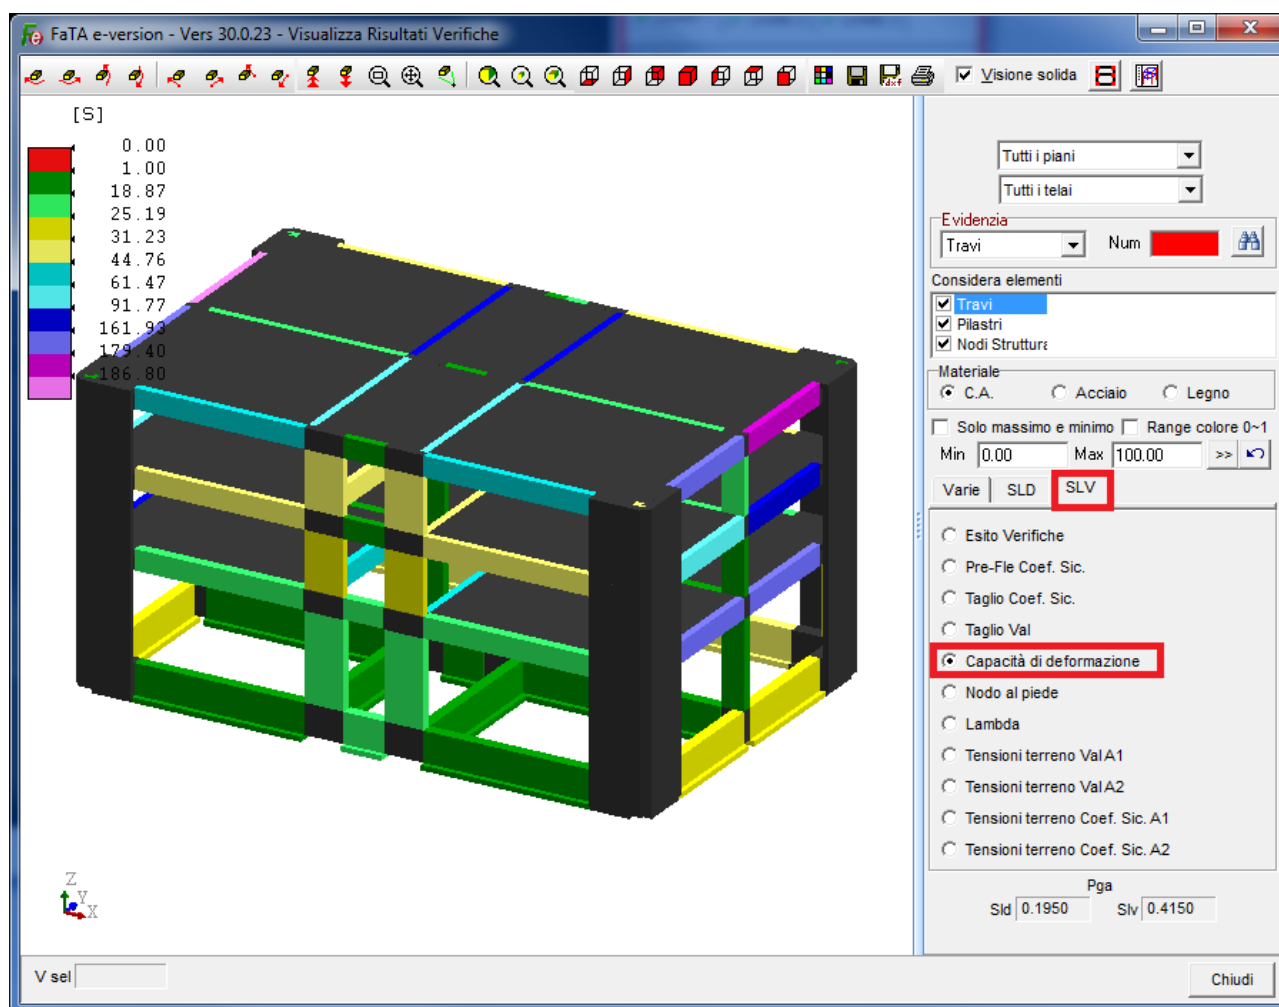 FaTA e-version - Vers 30.0.23 - Visualizza Risultati Verifiche
dxf
Visione solida
[S]
0.00
1.00
18.87
25.19
31.23
44.76
61.47
91.77
161.93
179.40
186.80
Z
Y
X
Tutti i piani
Tutti i telai
Evidenzia
Travi Num
Considera elementi
Travi
Pilastri
Nodi Struttura
Materiale
C.A. Acciaio Legno
Solo massimo e minimo Range colore 0~1
Min 0.00 Max 100.00 >>
Varie SLD SLV
Esito Verifiche
Pre-Fle Coef. Sic.
Taglio Coef. Sic.
Taglio Val
Capacità di deformazione
Nodo al piede
Lambda
Tensioni terreno Val A1
Tensioni terreno Val A2
Tensioni terreno Coef. Sic. A1
Tensioni terreno Coef. Sic. A2
Pga
Sld 0.1950 Slv 0.4150
V sel
Chiudi